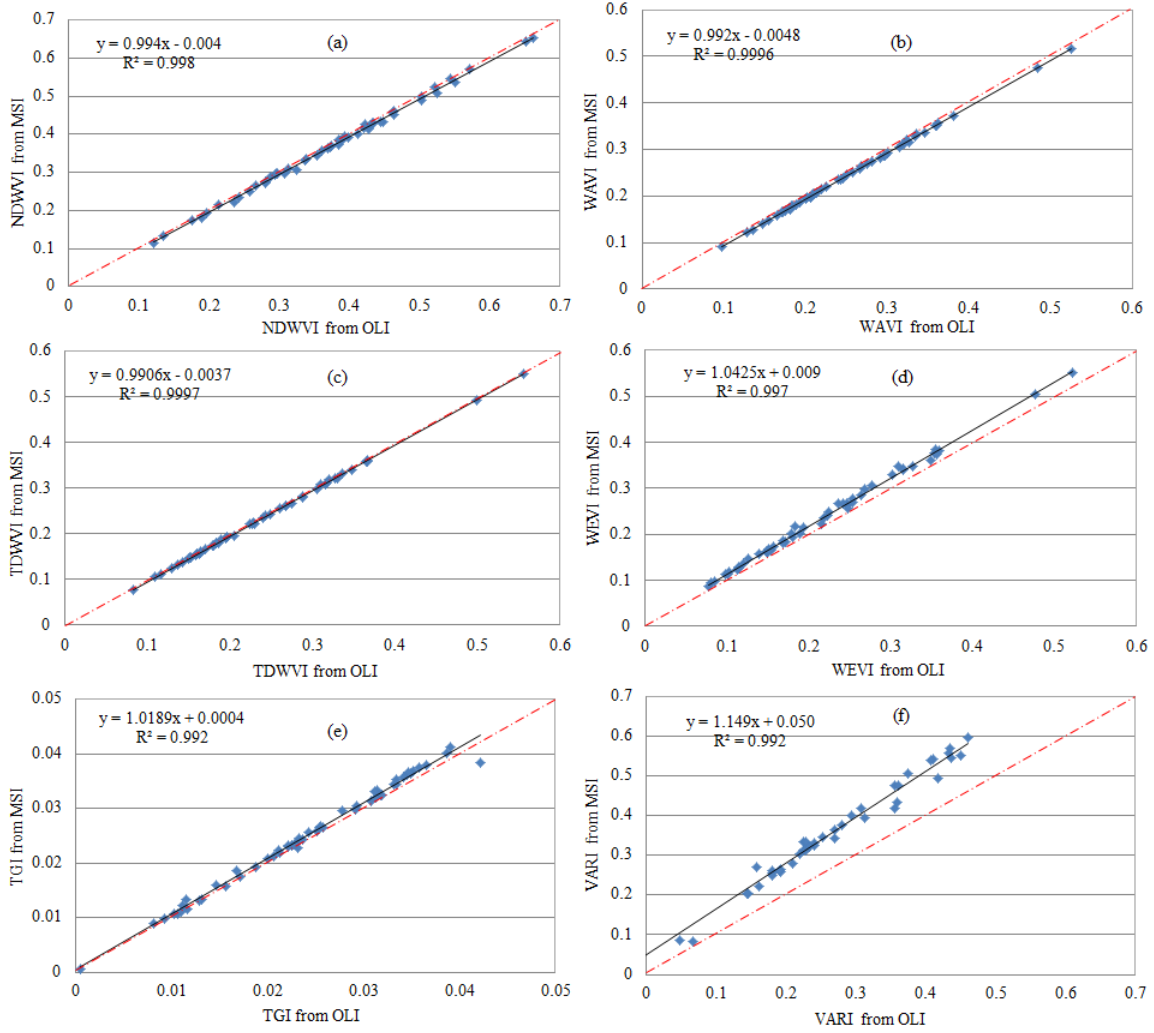 y = 0.994x - 0.004
R² = 0.998
(a)
NDWVI from MSI
0.7
0.6
0.5
0.4
0.3
0.2
0.1
0
0 0.1 0.2 0.3 0.4 0.5 0.6 0.7
NDWVI from OLI
y = 0.992x - 0.0048
R² = 0.9996
(b)
WAVI from MSI
0.6
0.5
0.4
0.3
0.2
0.1
0
0 0.1 0.2 0.3 0.4 0.5 0.6
WAVI from OLI
y = 0.9906x - 0.0037
R² = 0.9997
(c)
TDWVI from MSI
0.6
0.5
0.4
0.3
0.2
0.1
0
0 0.1 0.2 0.3 0.4 0.5 0.6
TDWVI from OLI
y = 1.0425x + 0.009
R² = 0.997
(d)
WEVI from MSI
0.6
0.5
0.4
0.3
0.2
0.1
0
0 0.1 0.2 0.3 0.4 0.5 0.6
WEVI from OLI
y = 1.0189x + 0.0004
R² = 0.992
(e)
TGI from MSI
0.05
0.04
0.03
0.02
0.01
0
0 0.01 0.02 0.03 0.04 0.05
TGI from OLI
y = 1.149x + 0.050
R² = 0.992
(f)
VARI from MSI
0.7
0.6
0.5
0.4
0.3
0.2
0.1
0
0 0.1 0.2 0.3 0.4 0.5 0.6 0.7
VARI from OLI